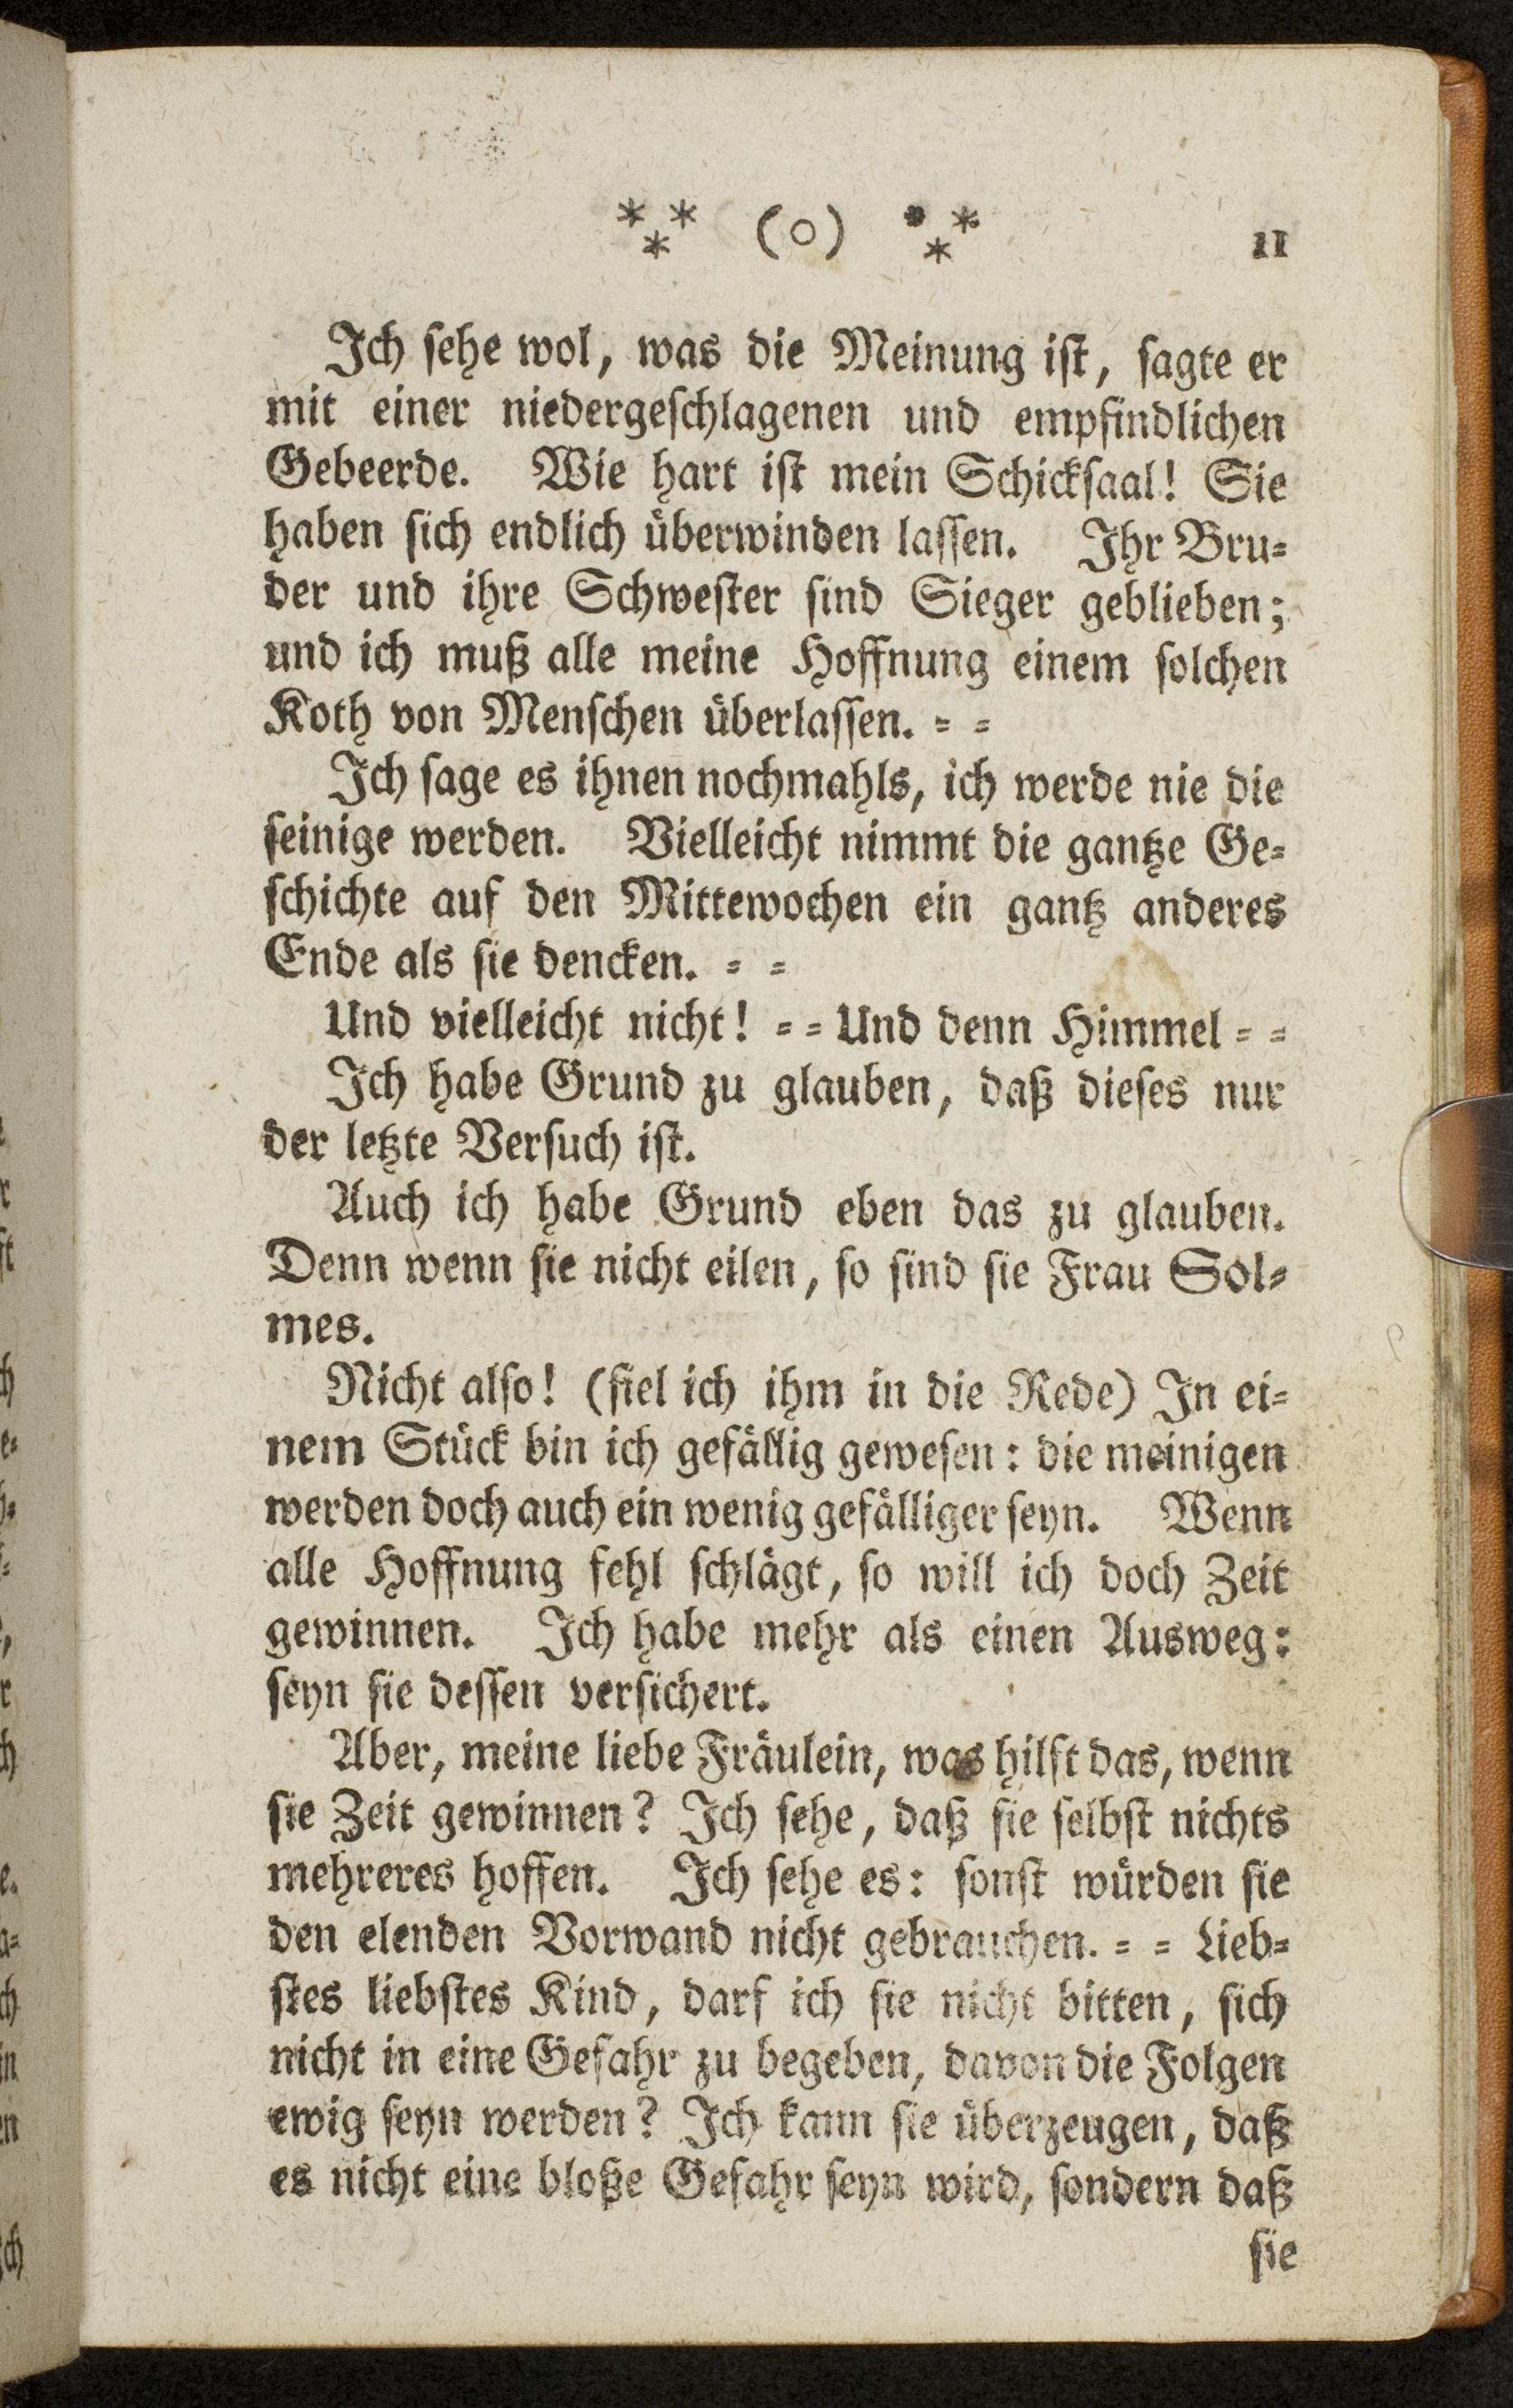 *** (o) *** 11
Ich sehe wol, was die Meinung ist, sagte er
mit einer niedergeschlagenen und empfindlichen
Gebeerde. Wie hart ist mein Schicksaal! Sie
haben sich endlich überwinden lassen. Ihr Bru=
der und ihre Schwester sind Sieger geblieben;
und ich muß alle meine Hoffnung einem solchen
Koth von Menschen überlassen. = =
Ich sage es ihnen nochmahls, ich werde nie die
seinige werden. Vielleicht nimmt die gantze Ge=
schichte auf den Mittewochen ein gantz anderes
Ende als sie dencken. = =
Und vielleicht nicht! = = Und denn Himmel = =
Ich habe Grund zu glauben, daß dieses nur
der letzte Versuch ist.
Auch ich habe Grund eben das zu glauben.
Denn wenn sie nicht eilen, so sind sie Frau Sol=
mes.
Nicht also! (fiel ich ihm in die Rede) In ei=
nem Stück bin ich gefällig gewesen: die meinigen
werden doch auch ein wenig gefälliger seyn. Wenn
alle Hoffnung fehl schlägt, so will ich doch Zeit
gewinnen. Ich habe mehr als einen Ausweg:
seyn sie dessen versichert.
Aber, meine liebe Fräulein, was hilft das, wenn
sie Zeit gewinnen? Ich sehe, daß sie selbst nichts
mehreres hoffen. Ich sehe es: sonst würden sie
den elenden Vorwand nicht gebrauchen. = = Lieb=
stes liebstes Kind, darf ich sie nicht bitten, sich
nicht in eine Gefahr zu begeben, davon die Folgen
ewig seyn werden? Ich kann sie überzeugen, daß
es nicht eine bloße Gefahr seyn wird, sondern daß
sie